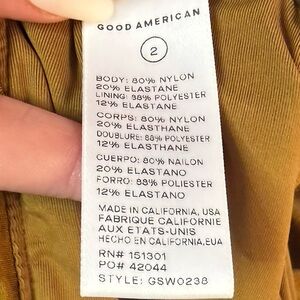 GOOD AMERICAN
2
BODY: 80% NYLON
20% ELASTANE
LINING: 88% POLYESTER
12% ELASTANE
CORPS: 80% NYLON
20% ELASTHANE
DOUBLURE: 88% POLYESTER
12% ELASTHANE
CUERPO: 80% NAILON
20% ELASTANO
FORRO: 88% POLIESTER
12% ELASTANO
MADE IN CALIFORNIA, USA
FABRIQUE CALIFORNIE
AUX ETATS-UNIS
HECHO EN CALIFORNIA, EUA
RN# 151301
PO# 42044
STYLE: GSW0238